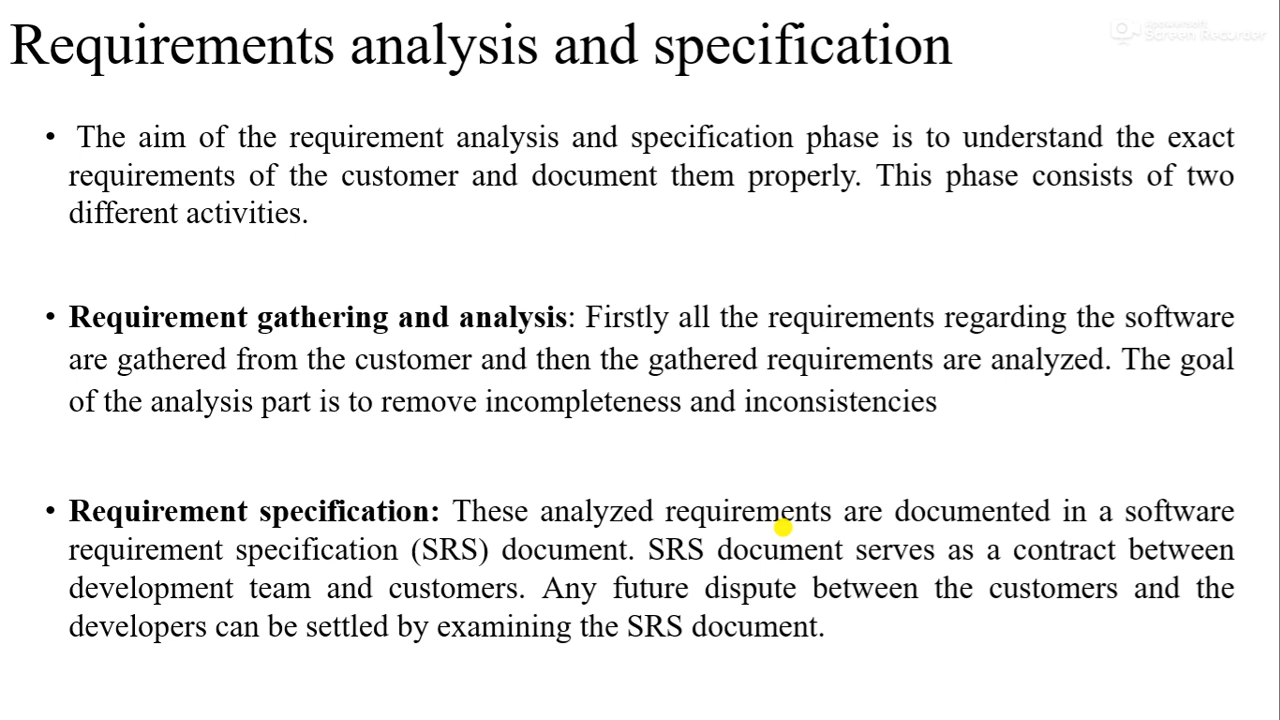 Requirements analysis and specification
Apowersoft
Screen Recorder
• The aim of the requirement analysis and specification phase is to understand the exact
requirements of the customer and document them properly. This phase consists of two
different activities.
• Requirement gathering and analysis: Firstly all the requirements regarding the software
are gathered from the customer and then the gathered requirements are analyzed. The goal
of the analysis part is to remove incompleteness and inconsistencies
• Requirement specification: These analyzed requirements are documented in a software
requirement specification (SRS) document. SRS document serves as a contract between
development team and customers. Any future dispute between the customers and the
developers can be settled by examining the SRS document.